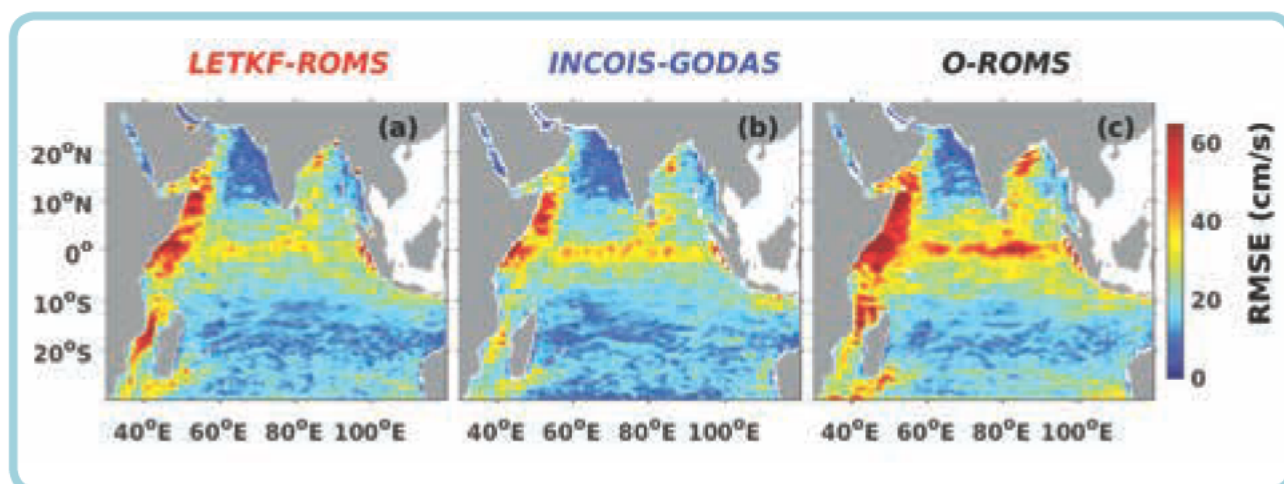 LETKF-ROMS INCOIS-GODAS O-ROMS
(a) (b) (c)
20°N
10°N
0°
10°S
20°S
40°E 60°E 80°E 100°E 40°E 60°E 80°E 100°E 40°E 60°E 80°E 100°E
60
40
20
0
RMSE (cm/s)